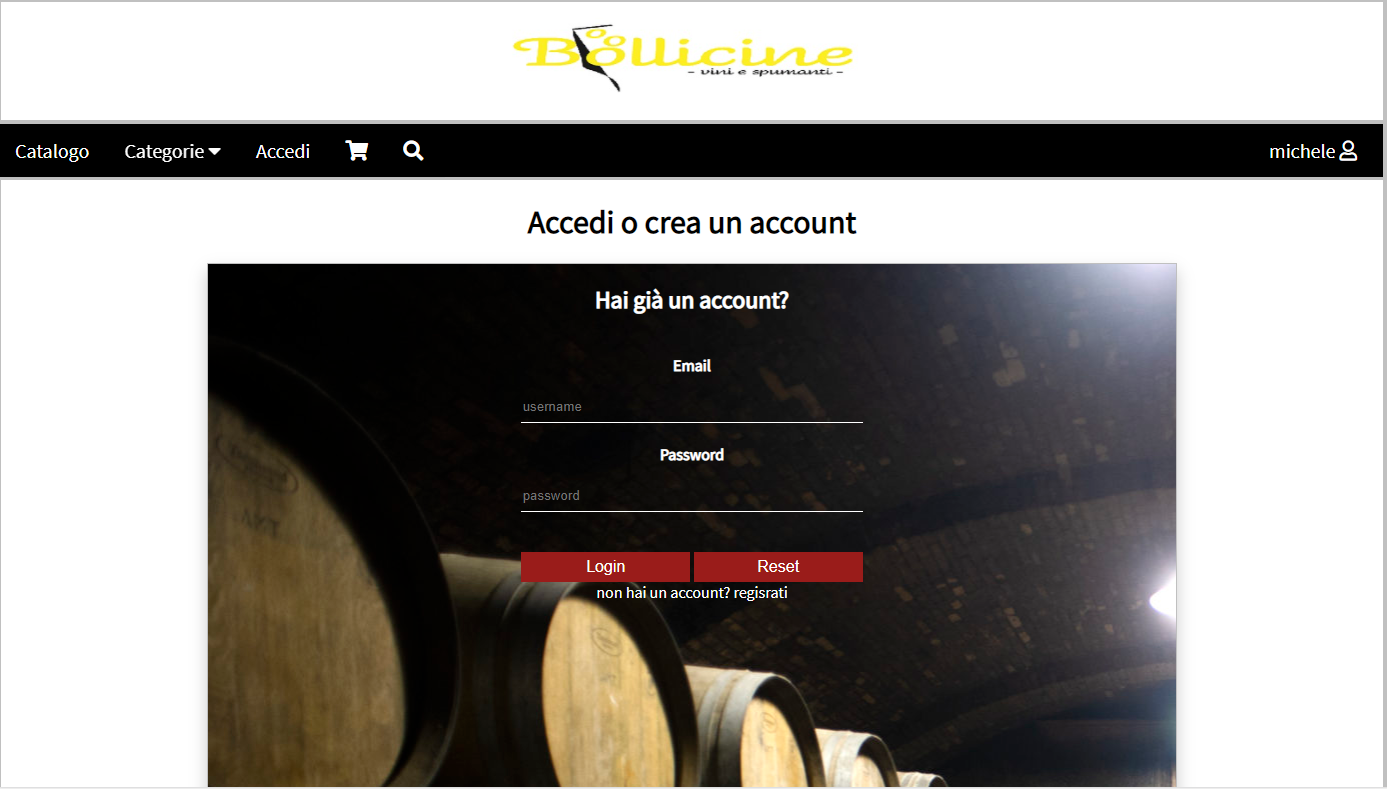 Bollicine
- vini e spumanti -
Catalogo Categorie Accedi michele
Accedi o crea un account
Hai già un account?
Email
username
Password
password
Login Reset
non hai un account? regisrati